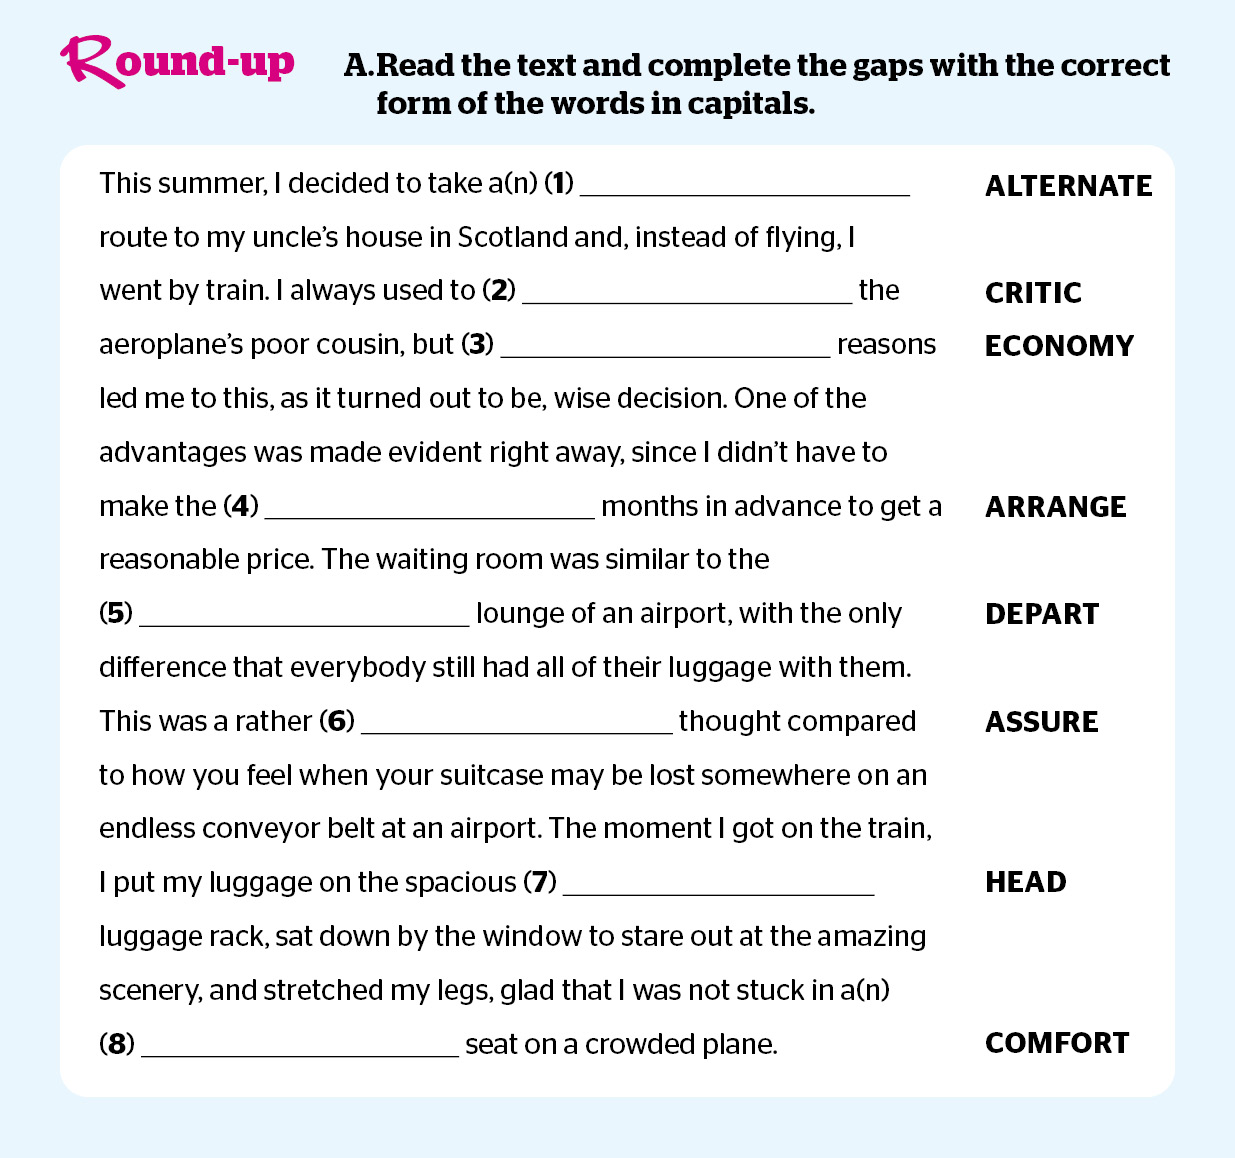 Round-up
A. Read the text and complete the gaps with the correct
form of the words in capitals.
This summer, I decided to take a(n) (1) ______________________ ALTERNATE
route to my uncle’s house in Scotland and, instead of flying, I
went by train. I always used to (2) ______________________ the CRITIC
aeroplane’s poor cousin, but (3) ______________________ reasons ECONOMY
led me to this, as it turned out to be, wise decision. One of the
advantages was made evident right away, since I didn’t have to
make the (4) ______________________ months in advance to get a ARRANGE
reasonable price. The waiting room was similar to the
(5) ______________________ lounge of an airport, with the only DEPART
difference that everybody still had all of their luggage with them.
This was a rather (6) ______________________ thought compared ASSURE
to how you feel when your suitcase may be lost somewhere on an
endless conveyor belt at an airport. The moment I got on the train,
I put my luggage on the spacious (7) ______________________ HEAD
luggage rack, sat down by the window to stare out at the amazing
scenery, and stretched my legs, glad that I was not stuck in a(n)
(8) ______________________ seat on a crowded plane. COMFORT